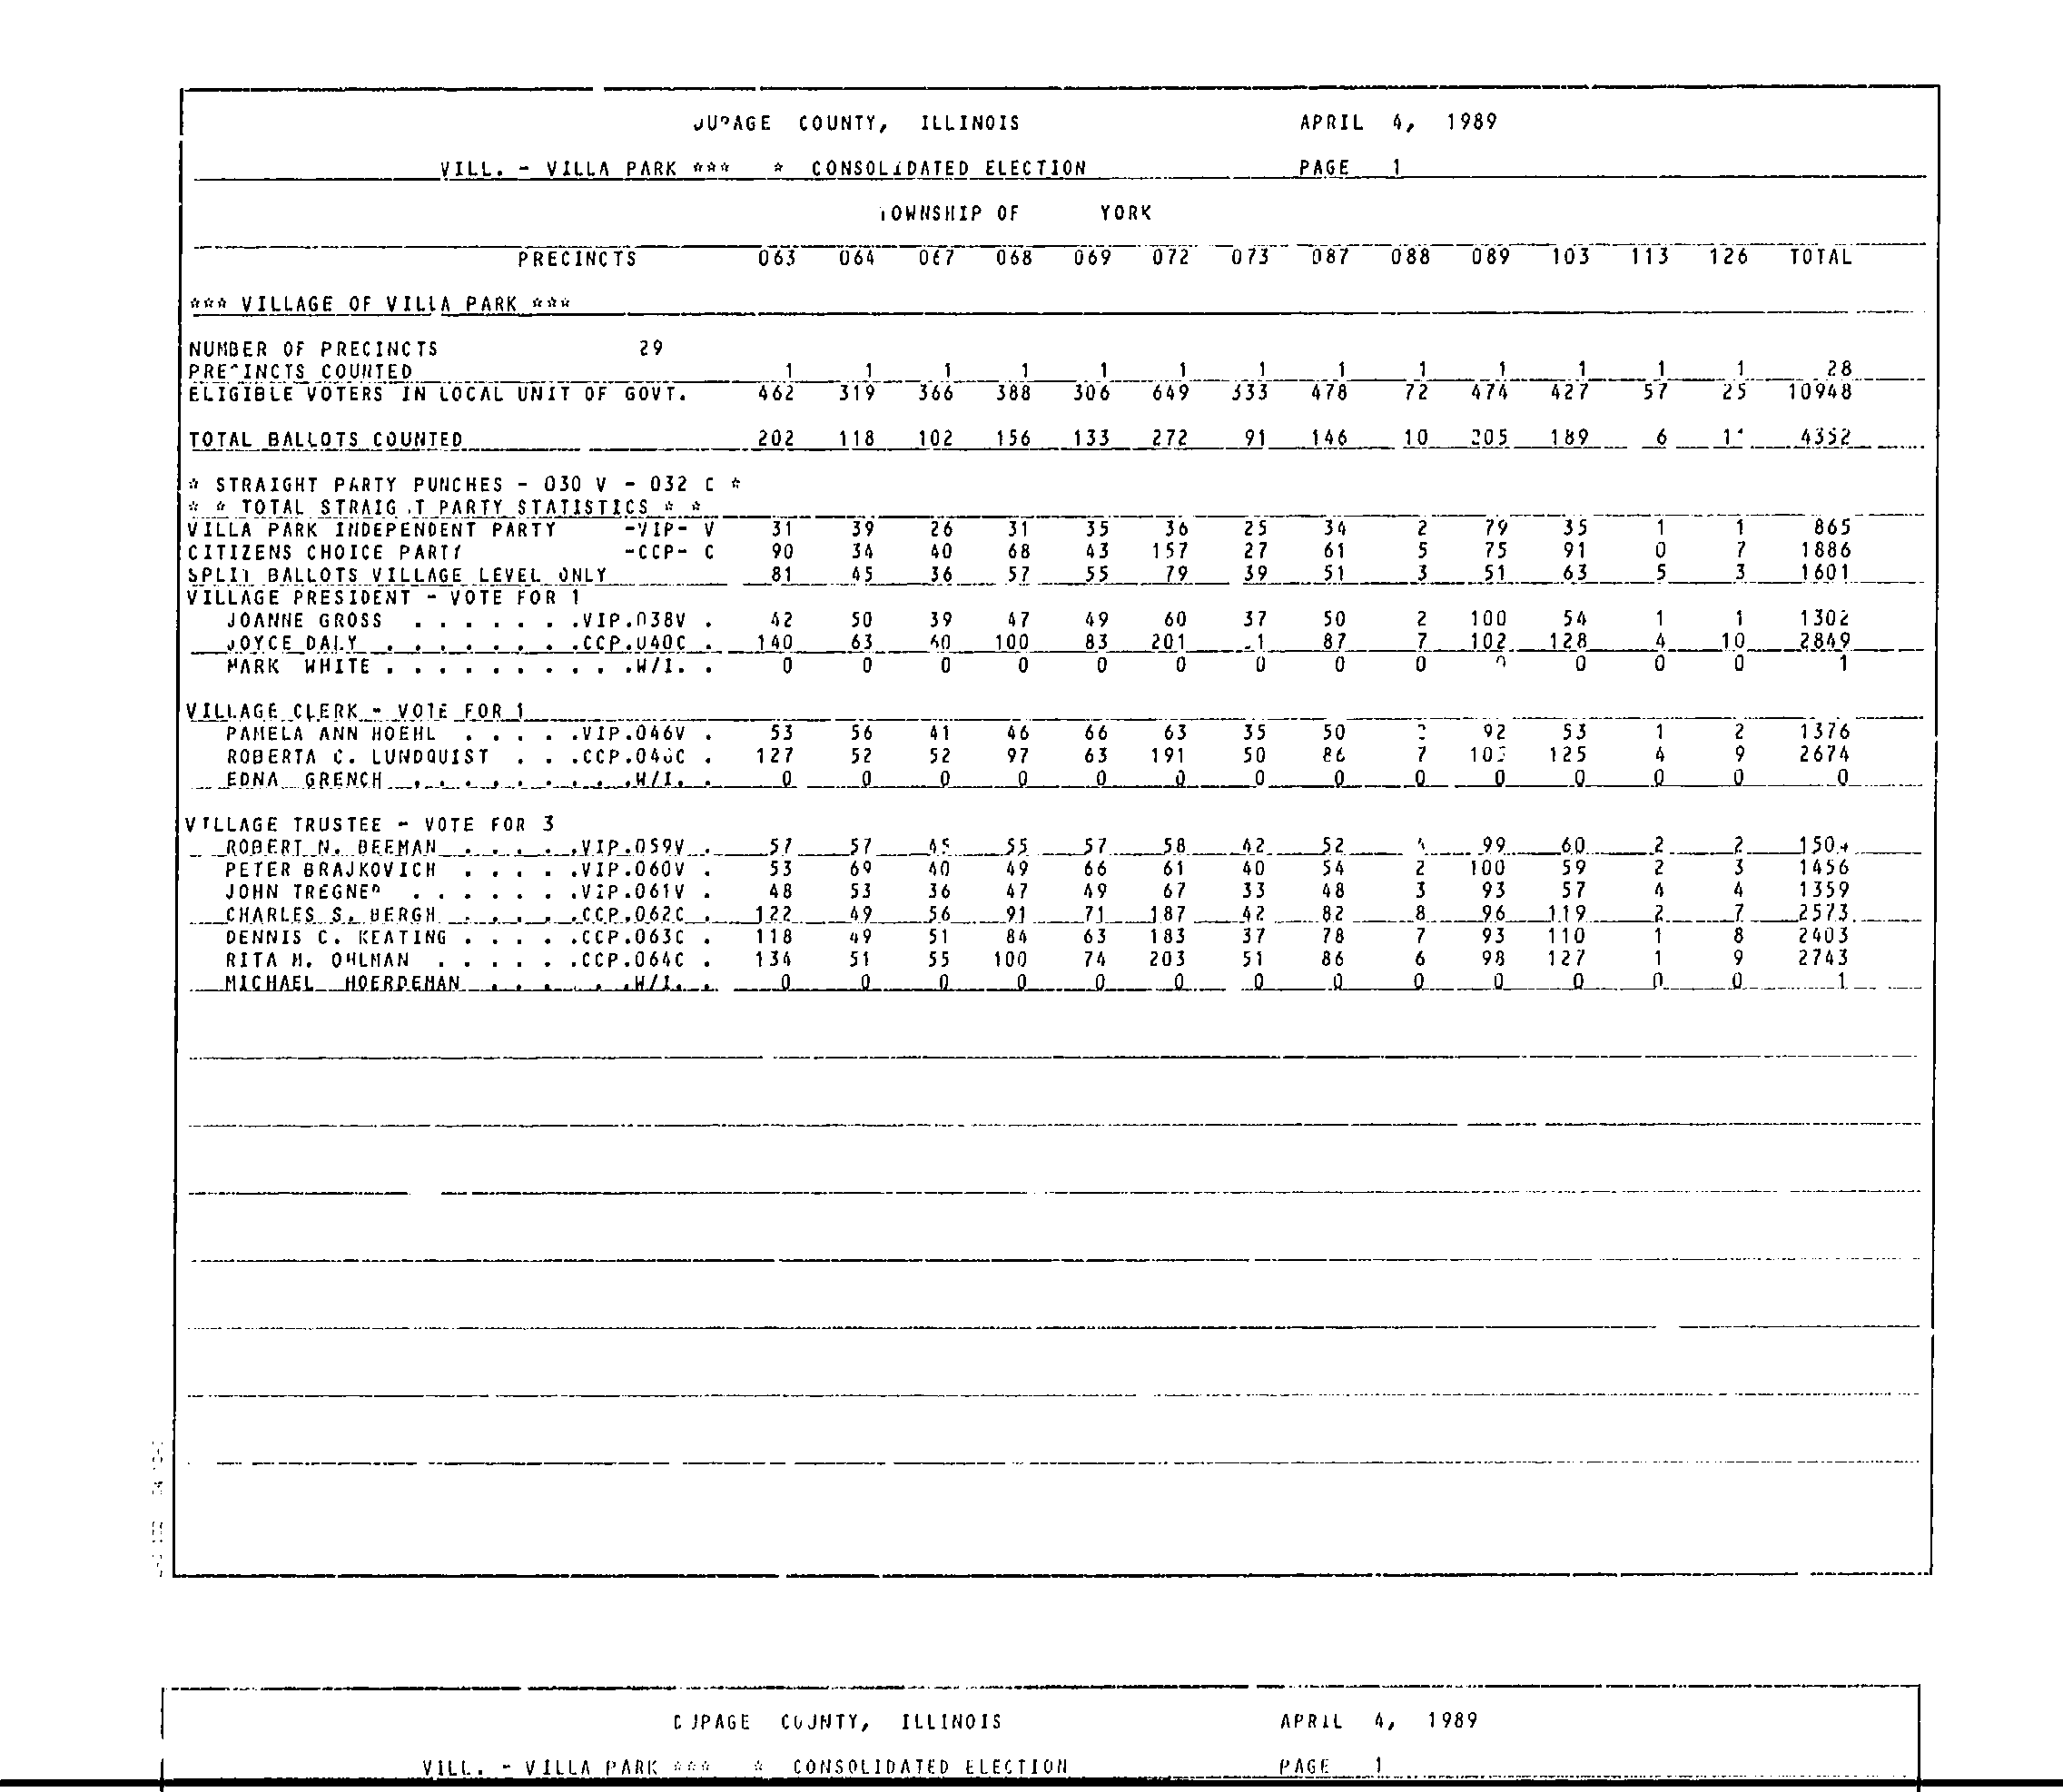 COUNTY, ILLINOIS APRIL 4, 1989
VILL. - VILLA PARK *** * CONSOLIDATED ELECTION PAGE 1
TOWNSHIP OF YORK
PRECINCTS 063 064 067 068 069 072 073 087 088 089 103 113 126 TOTAL
*** VILLAGE OF VILLA PARK ***
NUMBER OF PRECINCTS 29
COUNTED 1 1 1 1 1 1 1 1 1 1 1 1 1 28
ELIGIBLE VOTERS IN LOCAL UNIT OF GOVT. 462 319 366 388 306 649 333 478 72 474 427 57 25 10948
TOTAL BALLOTS COUNTED 202 118 102 156 133 272 91 146 10 205 189 6 4352
* STRAIGHT PARTY PUNCHES - 030 V - 032 C *
* * TOTAL PARTY STATISTICS * *
VILLA PARK INDEPENDENT PARTY -VIP- V 31 39 26 31 35 36 25 34 2 79 35 1 1 865
CITIZENS CHOICE PARTY -CCP- C 90 34 40 68 43 157 27 61 5 75 91 0 7 1886
SPLIT BALLOTS VILLAGE LEVEL ONLY 81 45 36 57 55 79 39 51 3 51 63 5 3 1601
VILLAGE PRESIDENT - VOTE FOR 1
JOANNE GROSS . . . . . . .VIP.038V . 42 50 39 47 49 60 37 50 2 100 54 1 1 1302
JOYCE DALY . . . . . . . .CCP.040C . 140 63 60 100 83 201 87 7 102 128 4 10 2849
MARK WHITE . . . . . . . . . .W/I. . 0 0 0 0 0 0 0 0 0 0 0 0 1
VILLAGE CLERK - VOTE FOR 1
PAMELA ANN HOEHL . . . . .VIP.046V . 53 56 41 46 66 63 35 50 92 53 1 2 1376
ROBERTA C. LUNDQUIST . . .CCP. . 127 52 52 97 63 191 50 86 7 125 4 9 2674
EDNA GRENCH . . . . . . . . .W/I. . 0 0 0 0 0 0 0 0 0 0 0 0 0 0
VILLAGE TRUSTEE - VOTE FOR 3
ROBERT N. BEEMAN . . . . .VIP.059V . 57 57 45 55 57 58 42 52 99 60 2 2 1504
PETER BRAJKOVICH . . . . .VIP.060V . 53 69 40 49 66 61 40 54 2 100 59 2 3 1456
JOHN . . . . . . .VIP.061V . 48 53 36 47 49 67 33 48 3 93 57 4 4 1359
CHARLES S. BERGH . . . . .CCP.062C . 122 49 56 91 71 187 42 82 8 96 119 2 7 2573
DENNIS C. KEATING . . . . .CCP.063C . 118 49 51 84 63 183 37 78 7 93 110 1 8 2403
RITA M. OHLMAN . . . . . .CCP.064C . 134 51 55 100 74 203 51 86 6 98 127 1 9 2743
MICHAEL HOERDEMAN . . . . . .W/I. . 0 0 0 0 0 0 0 0 0 0 0 0 0 1
COUNTY, ILLINOIS APRIL 4, 1989
VILL. - VILLA PARK *** * CONSOLIDATED ELECTION PAGE 1